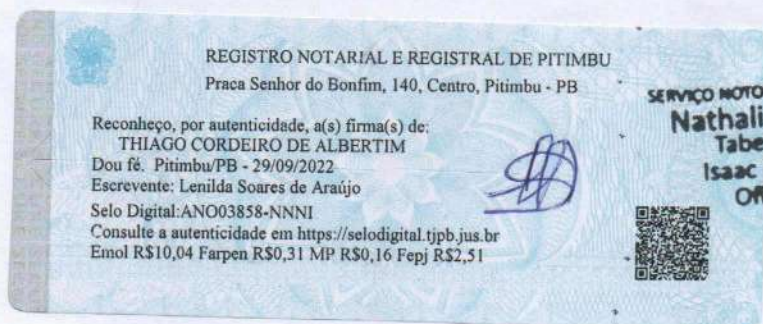 REGISTRO NOTARIAL E REGISTRAL DE PITIMBU
Praca Senhor do Bonfim, 140, Centro, Pitimbu - PB
Reconheço, por autenticidade, a(s) firma(s) de:
THIAGO CORDEIRO DE ALBERTIM
Dou fé. Pitimbu/PB - 29/09/2022
Escrevente: Lenilda Soares de Araújo
Selo Digital:ANO03858-NNNI
Consulte a autenticidade em https://selodigital.tjpb.jus.br
Emol R$10,04 Farpen R$0,31 MP R$0,16 Fepj R$2,51
SERVIÇO NOTO
Nathali
Tabe
Isaac
Ofi